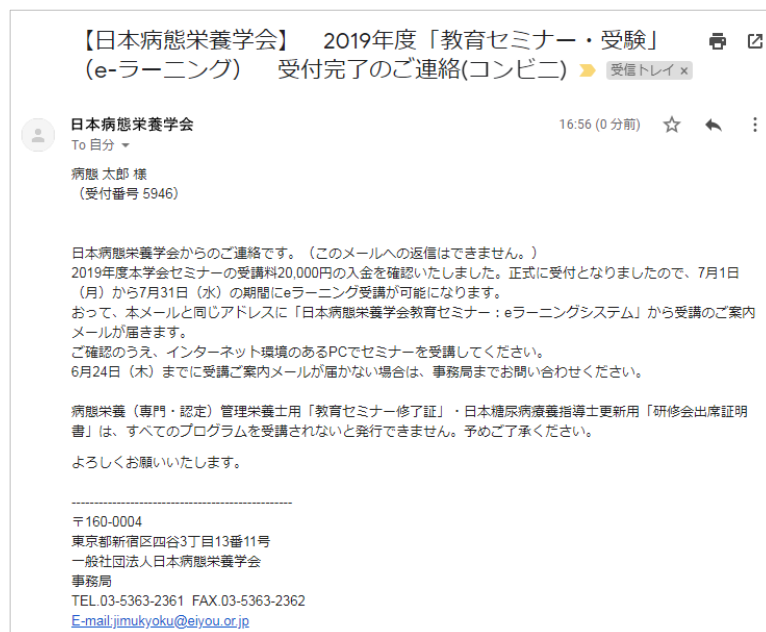 【日本病態栄養学会】　2019年度「教育セミナー・受験」
（e-ラーニング）　受付完了のご連絡(コンビニ) 受信トレイ ×
日本病態栄養学会 16:56 (0 分前)
To 自分
病態 太郎 様
（受付番号 5946）
日本病態栄養学会からのご連絡です。（このメールへの返信はできません。）
2019年度本学会セミナーの受講料20,000円の入金を確認いたしました。正式に受付となりましたので、7月1日
（月）から7月31日（水）の期間にeラーニング受講が可能になります。
おって、本メールと同じアドレスに「日本病態栄養学会教育セミナー：eラーニングシステム」から受講のご案内
メールが届きます。
ご確認のうえ、インターネット環境のあるPCでセミナーを受講してください。
6月24日（木）までに受講ご案内メールが届かない場合は、事務局までお問い合わせください。
病態栄養（専門・認定）管理栄養士用「教育セミナー修了証」・日本糖尿病療養指導士更新用「研修会出席証明
書」は、すべてのプログラムを受講されないと発行できません。予めご了承ください。
よろしくお願いいたします。
------------------------------------------------
〒160-0004
東京都新宿区四谷3丁目13番11号
一般社団法人日本病態栄養学会
事務局
TEL.03-5363-2361 FAX.03-5363-2362
E-mail:jimukyoku@eiyou.or.jp